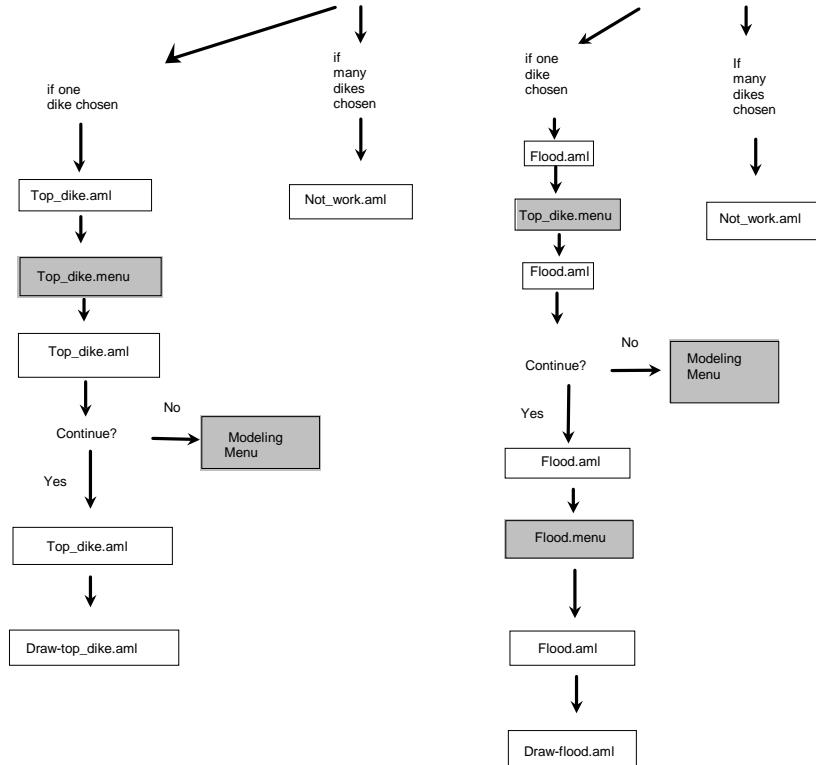 if one
dike chosen
Top_dike.aml
Top_dike.menu
Top_dike.aml
Continue?
No
Modeling
Menu
Yes
Top_dike.aml
Draw-top_dike.aml
if
many
dikes
chosen
Not_work.aml
if one
dike
chosen
Flood.aml
Top_dike.menu
Flood.aml
Continue?
No
Modeling
Menu
Yes
Flood.aml
Flood.menu
Flood.aml
Draw-flood.aml
If
many
dikes
chosen
Not_work.aml